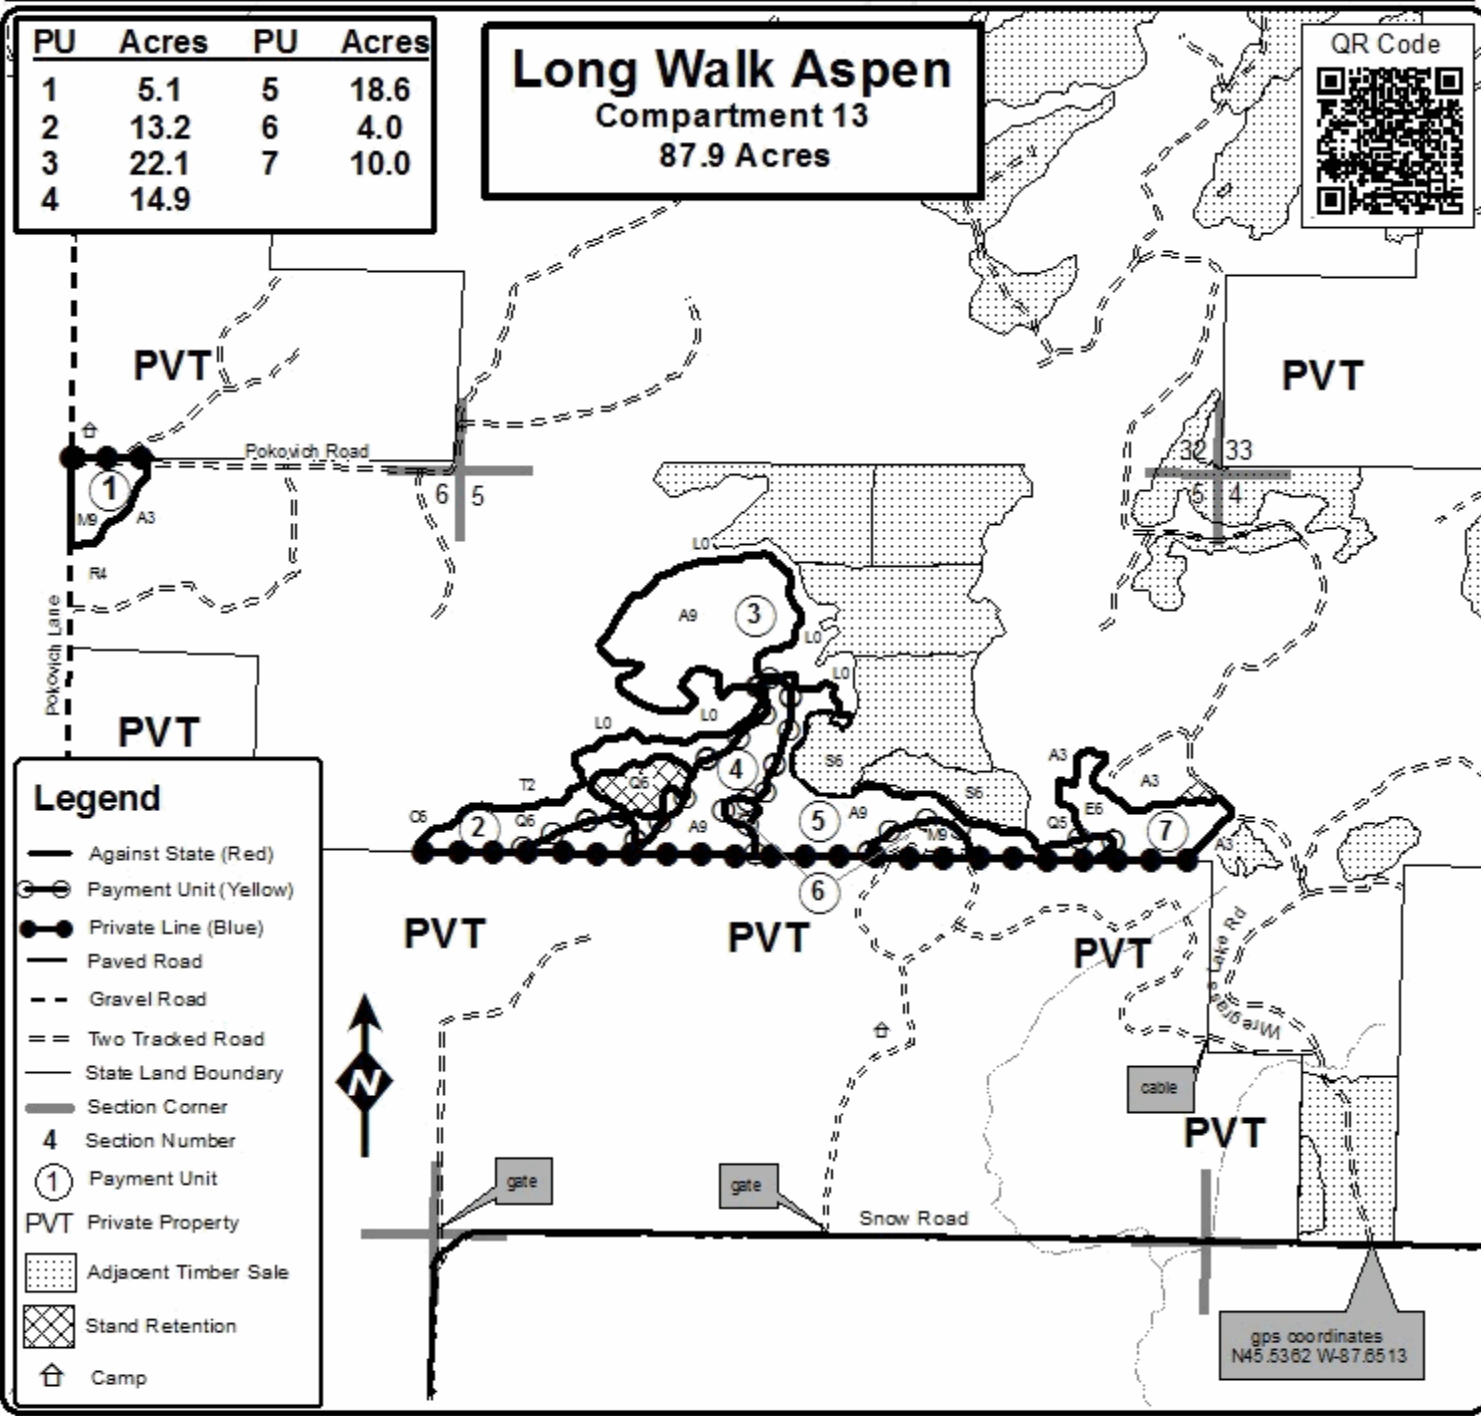 PU Acres PU Acres
1 5.1 5 18.6
2 13.2 6 4.0
3 22.1 7 10.0
4 14.9
Long Walk Aspen
Compartment 13
87.9 Acres
QR Code
PVT
PVT
32 33
5 4
Pokovich Road
6 5
1
M9
A3
R4
Pokovich Lane
L0
A9
3
L0
L0
L0
L0
PVT
4
S6
A3
A3
T2
Q6
S6
O6
2
Q6
A9
5
A9
M9
Q5
E6
7
A3
6
PVT
PVT
PVT
Wiregrass Lake Rd
cable
PVT
gate
gate
Snow Road
gps coordinates
N45.5362 W-87.6513
N
Legend
Against State (Red)
Payment Unit (Yellow)
Private Line (Blue)
Paved Road
Gravel Road
Two Tracked Road
State Land Boundary
Section Corner
4 Section Number
1 Payment Unit
PVT Private Property
Adjacent Timber Sale
Stand Retention
Camp